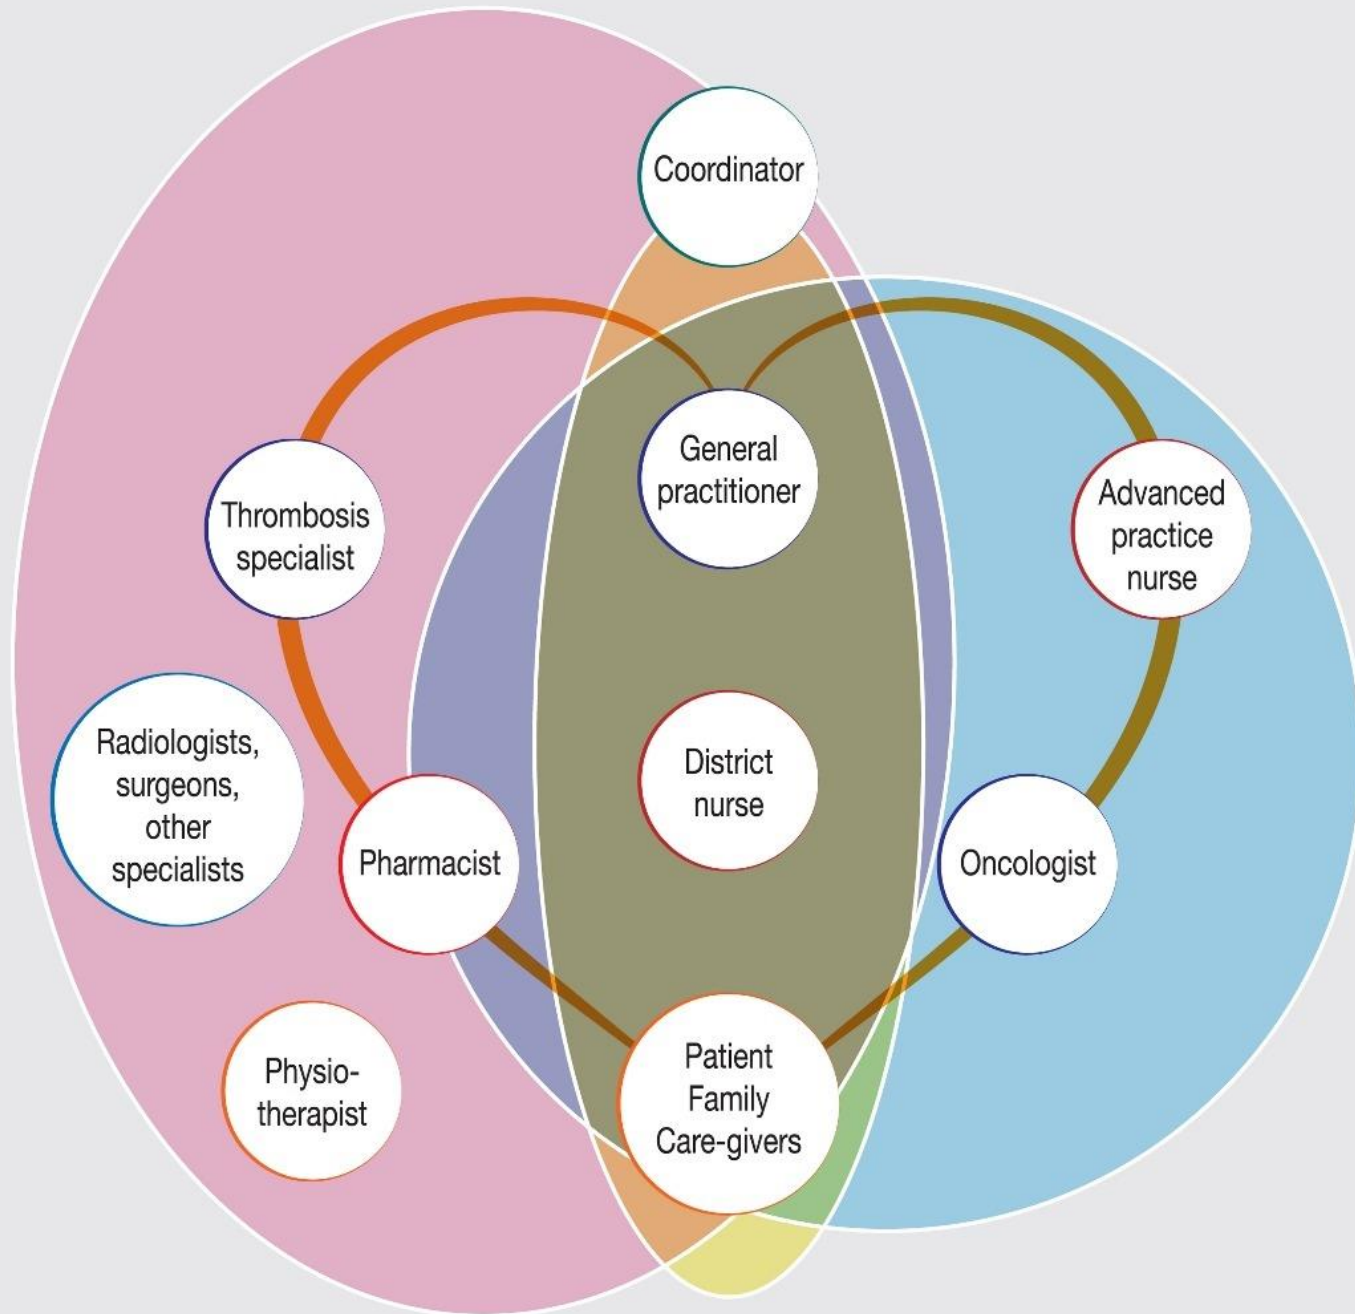 Coordinator
General
practitioner
Thrombosis
specialist
Advanced
practice
nurse
Radiologists,
surgeons,
other
specialists
District
nurse
Pharmacist
Oncologist
Physio-
therapist
Patient
Family
Care-givers